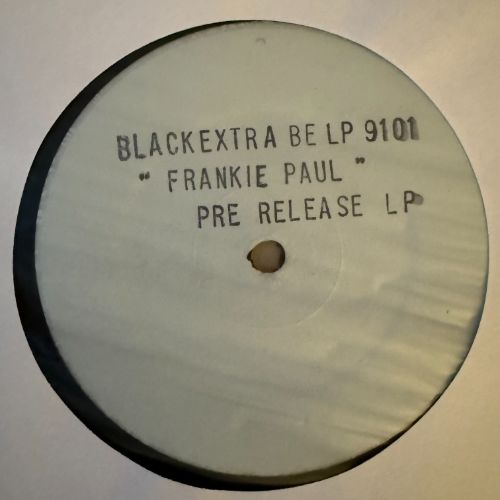 BLACKEXTRA BE LP 9101
" FRANKIE PAUL "
PRE RELEASE LP